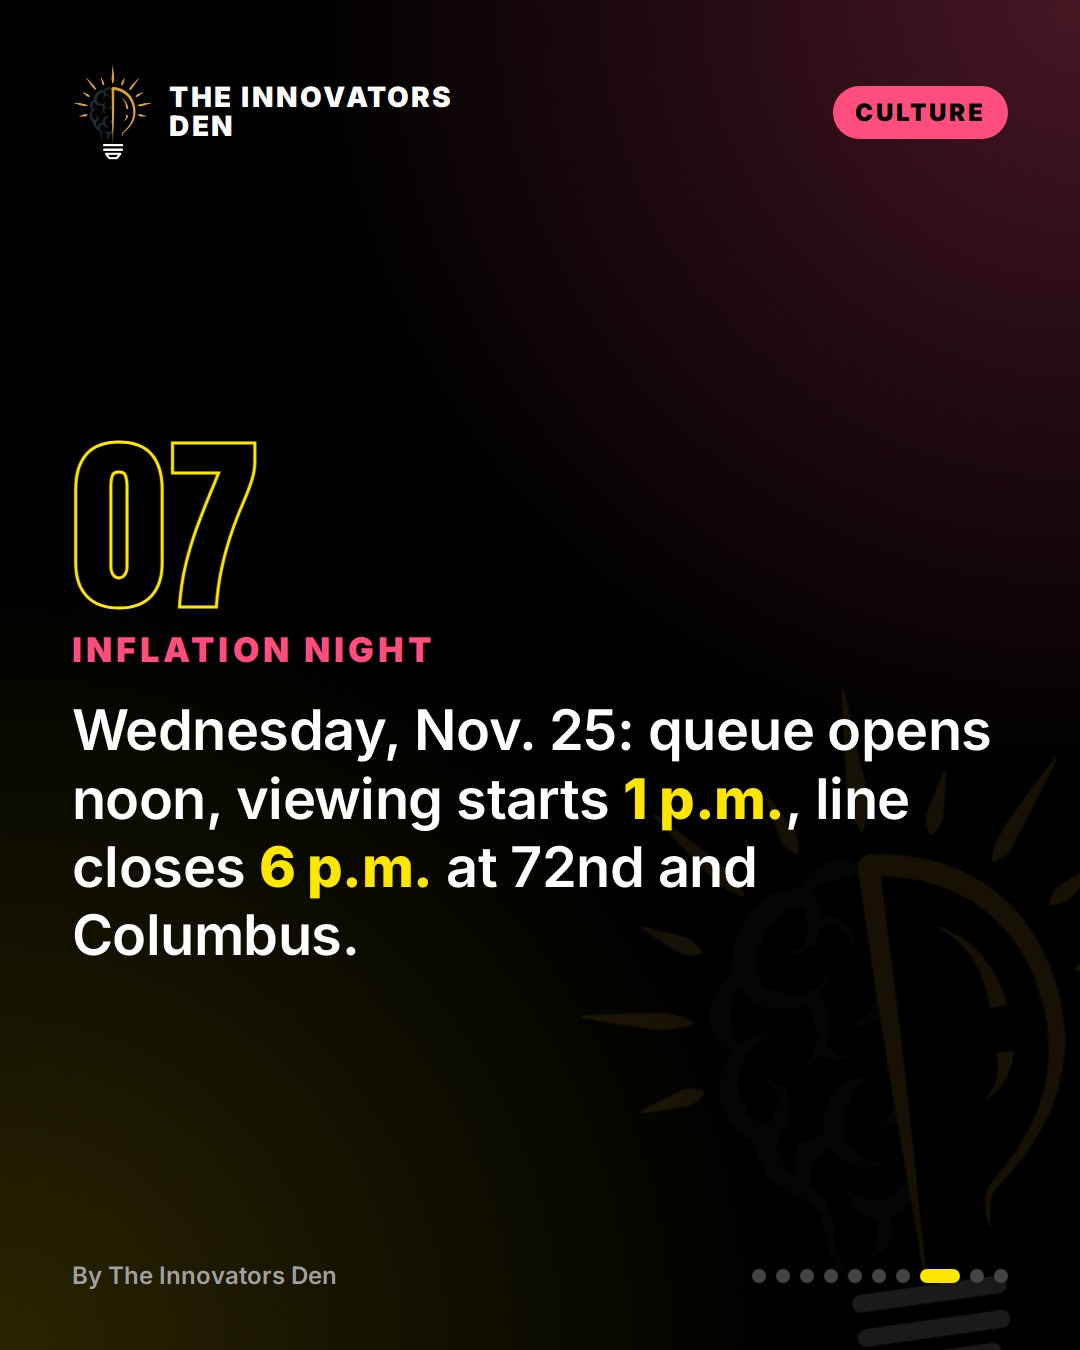 THE INNOVATORS
DEN
CULTURE
07
INFLATION NIGHT
Wednesday, Nov. 25: queue opens
noon, viewing starts 1 p.m., line
closes 6 p.m. at 72nd and
Columbus.
By The Innovators Den